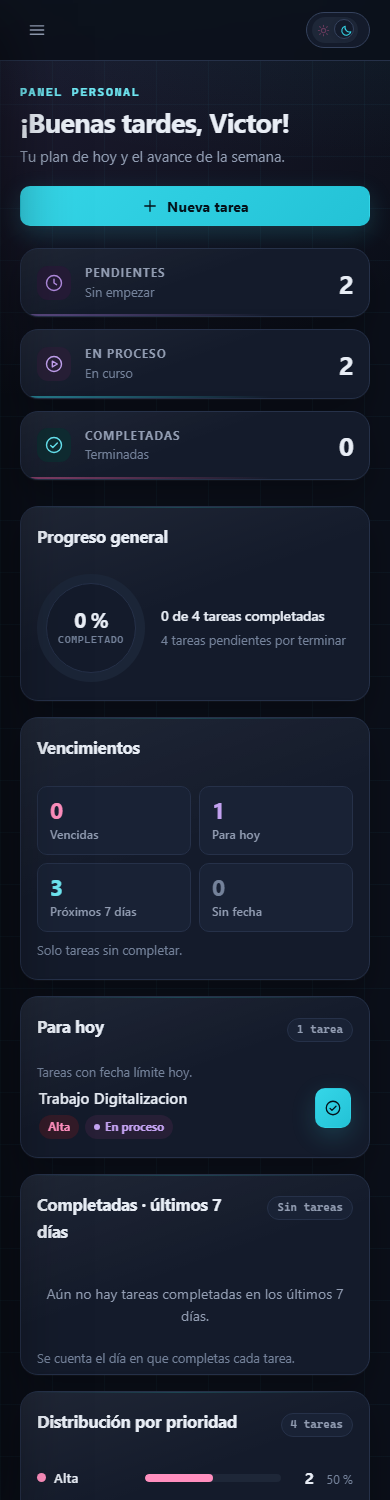 PANEL PERSONAL
¡Buenas tardes, Victor!
Tu plan de hoy y el avance de la semana.
Nueva tarea
PENDIENTES
Sin empezar
2
EN PROCESO
En curso
2
COMPLETADAS
Terminadas
0
Progreso general
0 %
COMPLETADO
0 de 4 tareas completadas
4 tareas pendientes por terminar
Vencimientos
0
Vencidas
1
Para hoy
3
Próximos 7 días
0
Sin fecha
Solo tareas sin completar.
Para hoy
1 tarea
Tareas con fecha límite hoy.
Trabajo Digitalizacion
Alta
En proceso
Completadas · últimos 7
días
Sin tareas
Aún no hay tareas completadas en los últimos 7
días.
Se cuenta el día en que completas cada tarea.
Distribución por prioridad
4 tareas
Alta
2
50 %